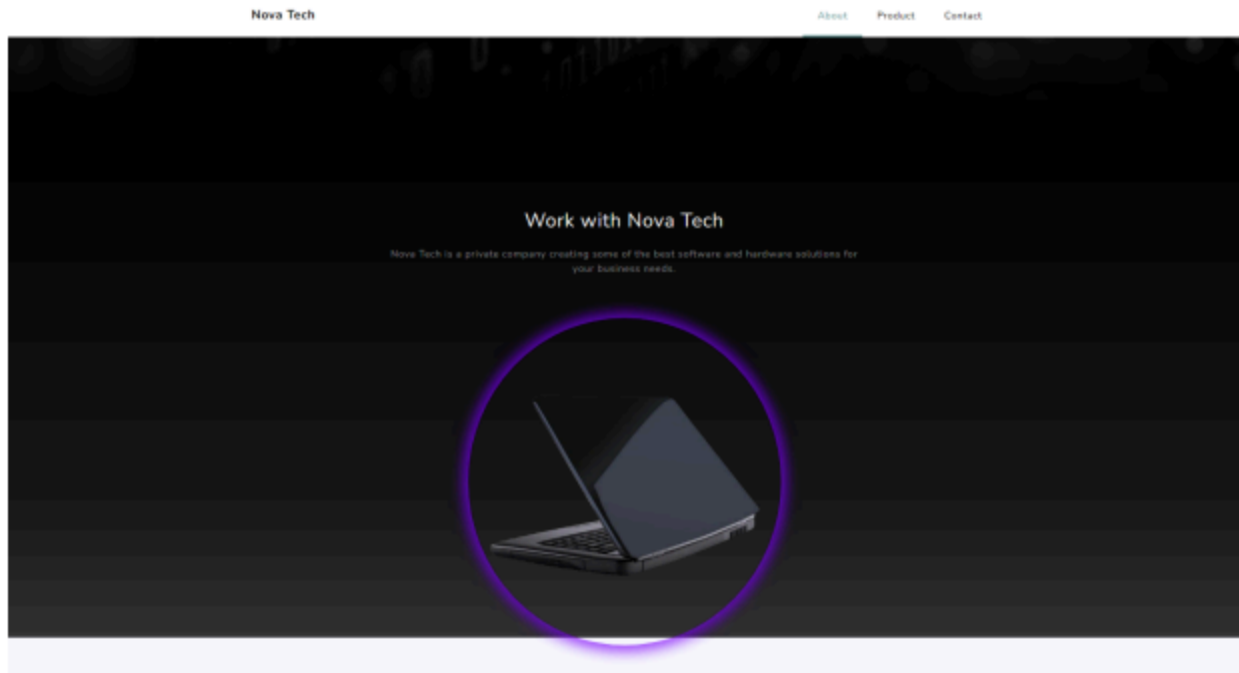 Nova Tech
About Product Contact
Work with Nova Tech
Nova Tech is a private company creating some of the best software and hardware solutions for
your business needs.